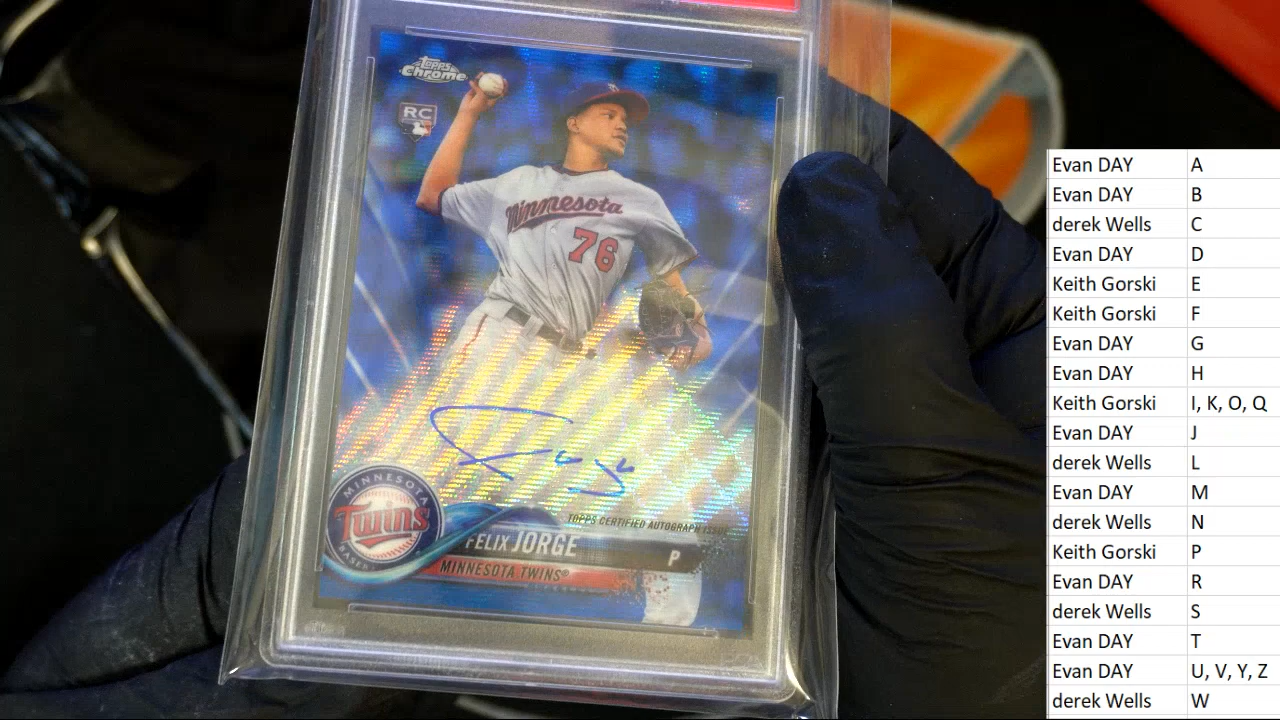 Topps
Chrome
RC
Minnesota
76
TOPPS CERTIFIED AUTOGRAPH ISSUE
MINNESOTA
Twins
BASEBALL
FELIX JORGE
P
MINNESOTA TWINS®
Evan DAY A
Evan DAY B
derek Wells C
Evan DAY D
Keith Gorski E
Keith Gorski F
Evan DAY G
Evan DAY H
Keith Gorski I, K, O, Q
Evan DAY J
derek Wells L
Evan DAY M
derek Wells N
Keith Gorski P
Evan DAY R
derek Wells S
Evan DAY T
Evan DAY U, V, Y, Z
derek Wells W